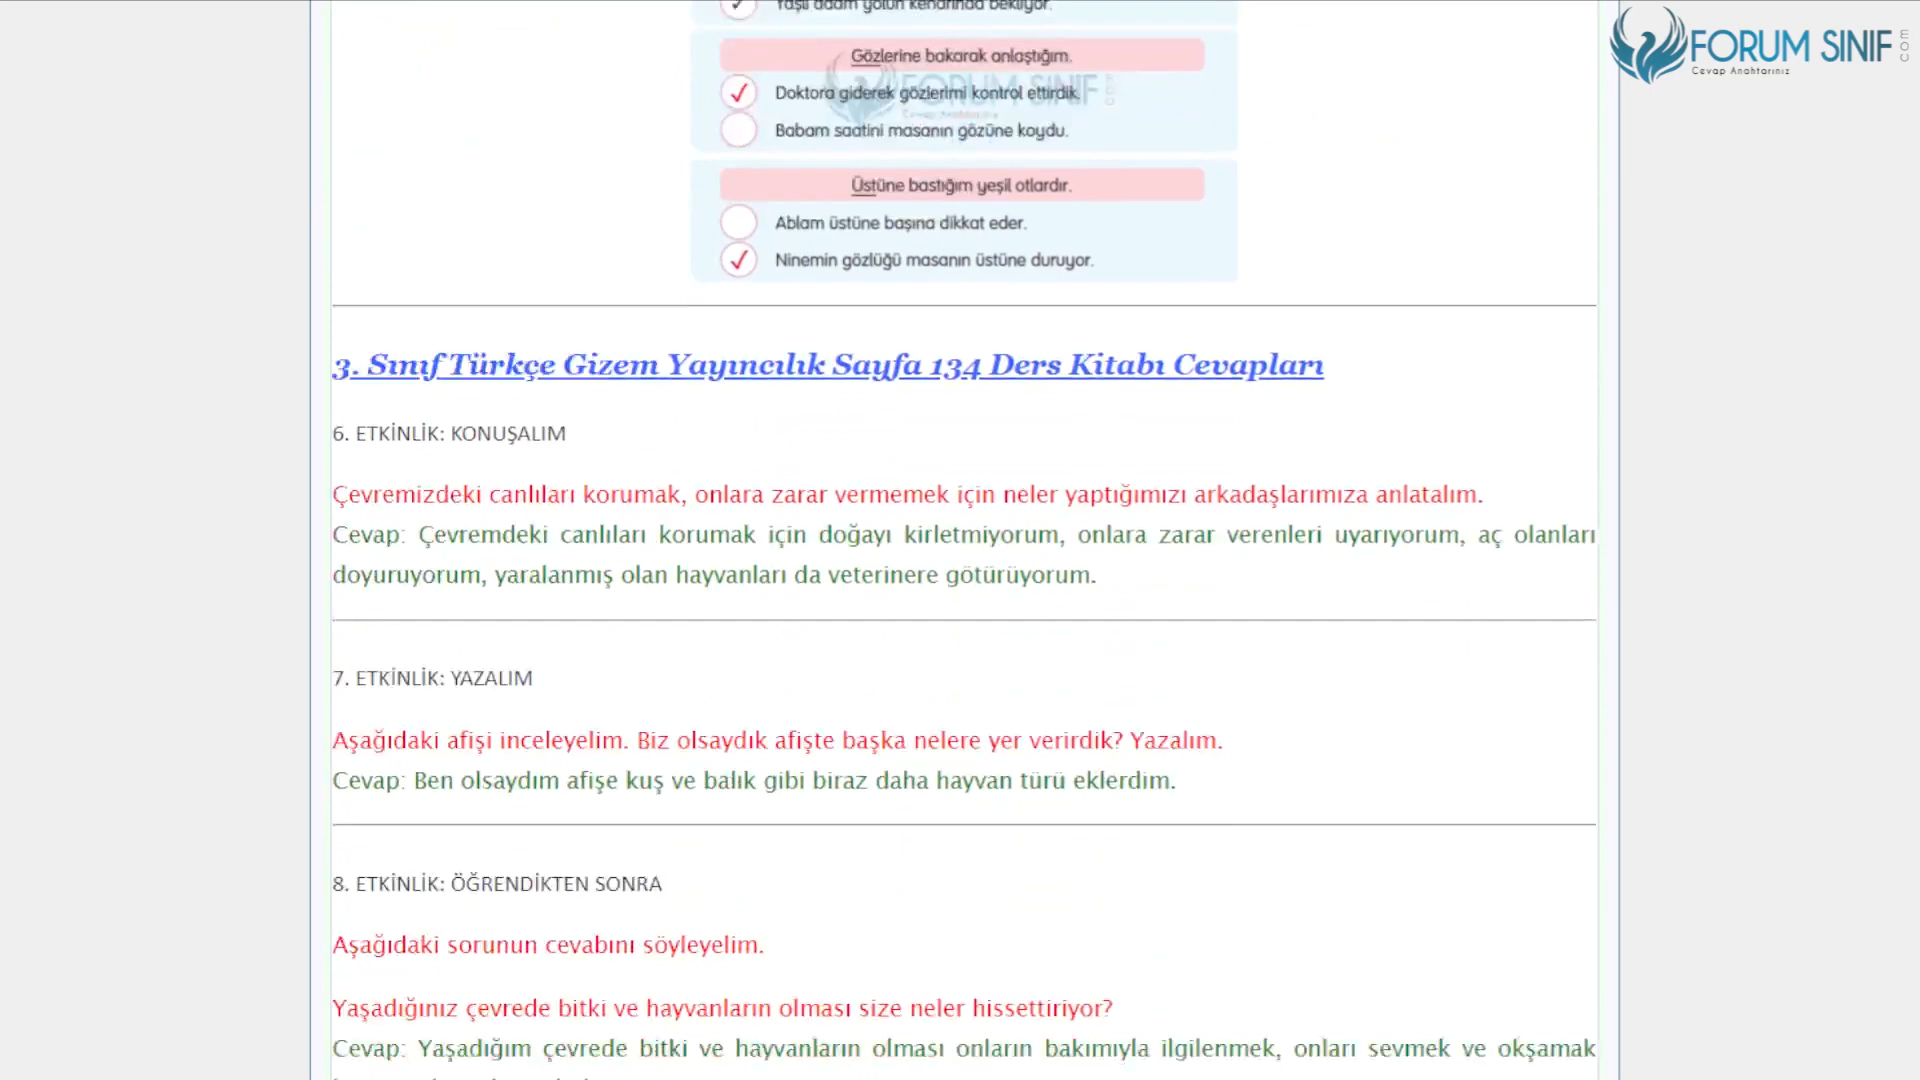 Yaşlı adam yolun kenarında bekliyor.
FORUM SINIF
.com
Cevap Anahtarınız
Gözlerine bakarak anlaştığım.
Doktora giderek gözlerimi kontrol ettirdik.
Babam saatini masanın gözüne koydu.
Üstüne bastığım yeşil otlardır.
Ablam üstüne başına dikkat eder.
Ninemin gözlüğü masanın üstüne duruyor.
3. Sınıf Türkçe Gizem Yayıncılık Sayfa 134 Ders Kitabı Cevapları
6. ETKİNLİK: KONUŞALIM
Çevremizdeki canlıları korumak, onlara zarar vermemek için neler yaptığımızı arkadaşlarımıza anlatalım.
Cevap: Çevremdeki canlıları korumak için doğayı kirletmiyorum, onlara zarar verenleri uyarıyorum, aç olanları
doyuruyorum, yaralanmış olan hayvanları da veterinere götürüyorum.
7. ETKİNLİK: YAZALIM
Aşağıdaki afişi inceleyelim. Biz olsaydık afişte başka nelere yer verirdik? Yazalım.
Cevap: Ben olsaydım afişe kuş ve balık gibi biraz daha hayvan türü eklerdim.
8. ETKİNLİK: ÖĞRENDİKTEN SONRA
Aşağıdaki sorunun cevabını söyleyelim.
Yaşadığınız çevrede bitki ve hayvanların olması size neler hissettiriyor?
Cevap: Yaşadığım çevrede bitki ve hayvanların olması onların bakımıyla ilgilenmek, onları sevmek ve okşamak